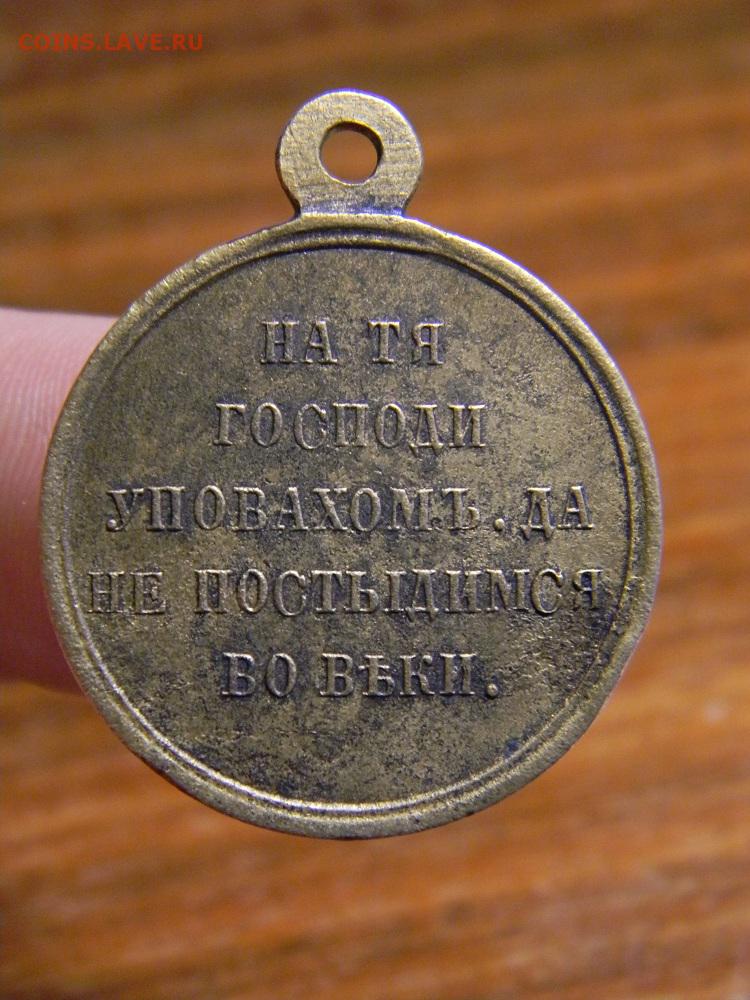 COINS.LAVE.RU
НА ТЯ
ГОСПОДИ
УПОВАХОМЪ. ДА
НЕ ПОСТЫДИМСЯ
ВО ВѢКИ.